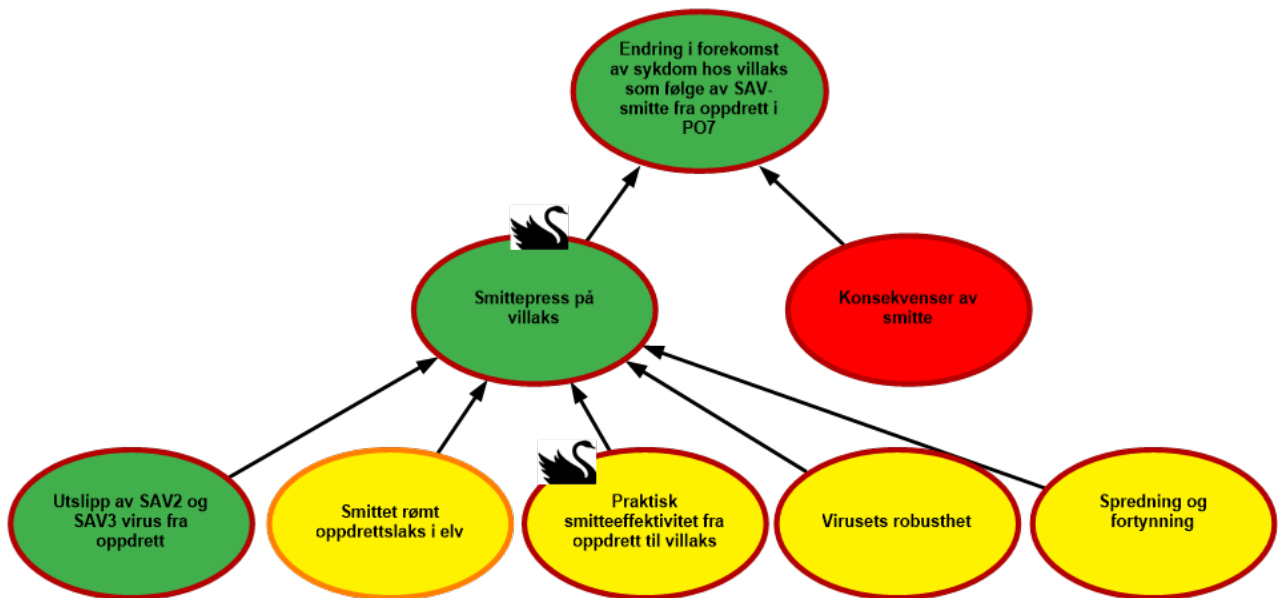 Endring i forekomst
av sykdom hos villaks
som følge av SAV-
smitte fra oppdrett i
PO7
Smittepress på
villaks
Konsekvenser av
smitte
Utslipp av SAV2 og
SAV3 virus fra
oppdrett
Smittet rømt
oppdrettslaks i elv
Praktisk
smitteeffektivitet fra
oppdrett til villaks
Virusets robusthet
Spredning og
fortynning